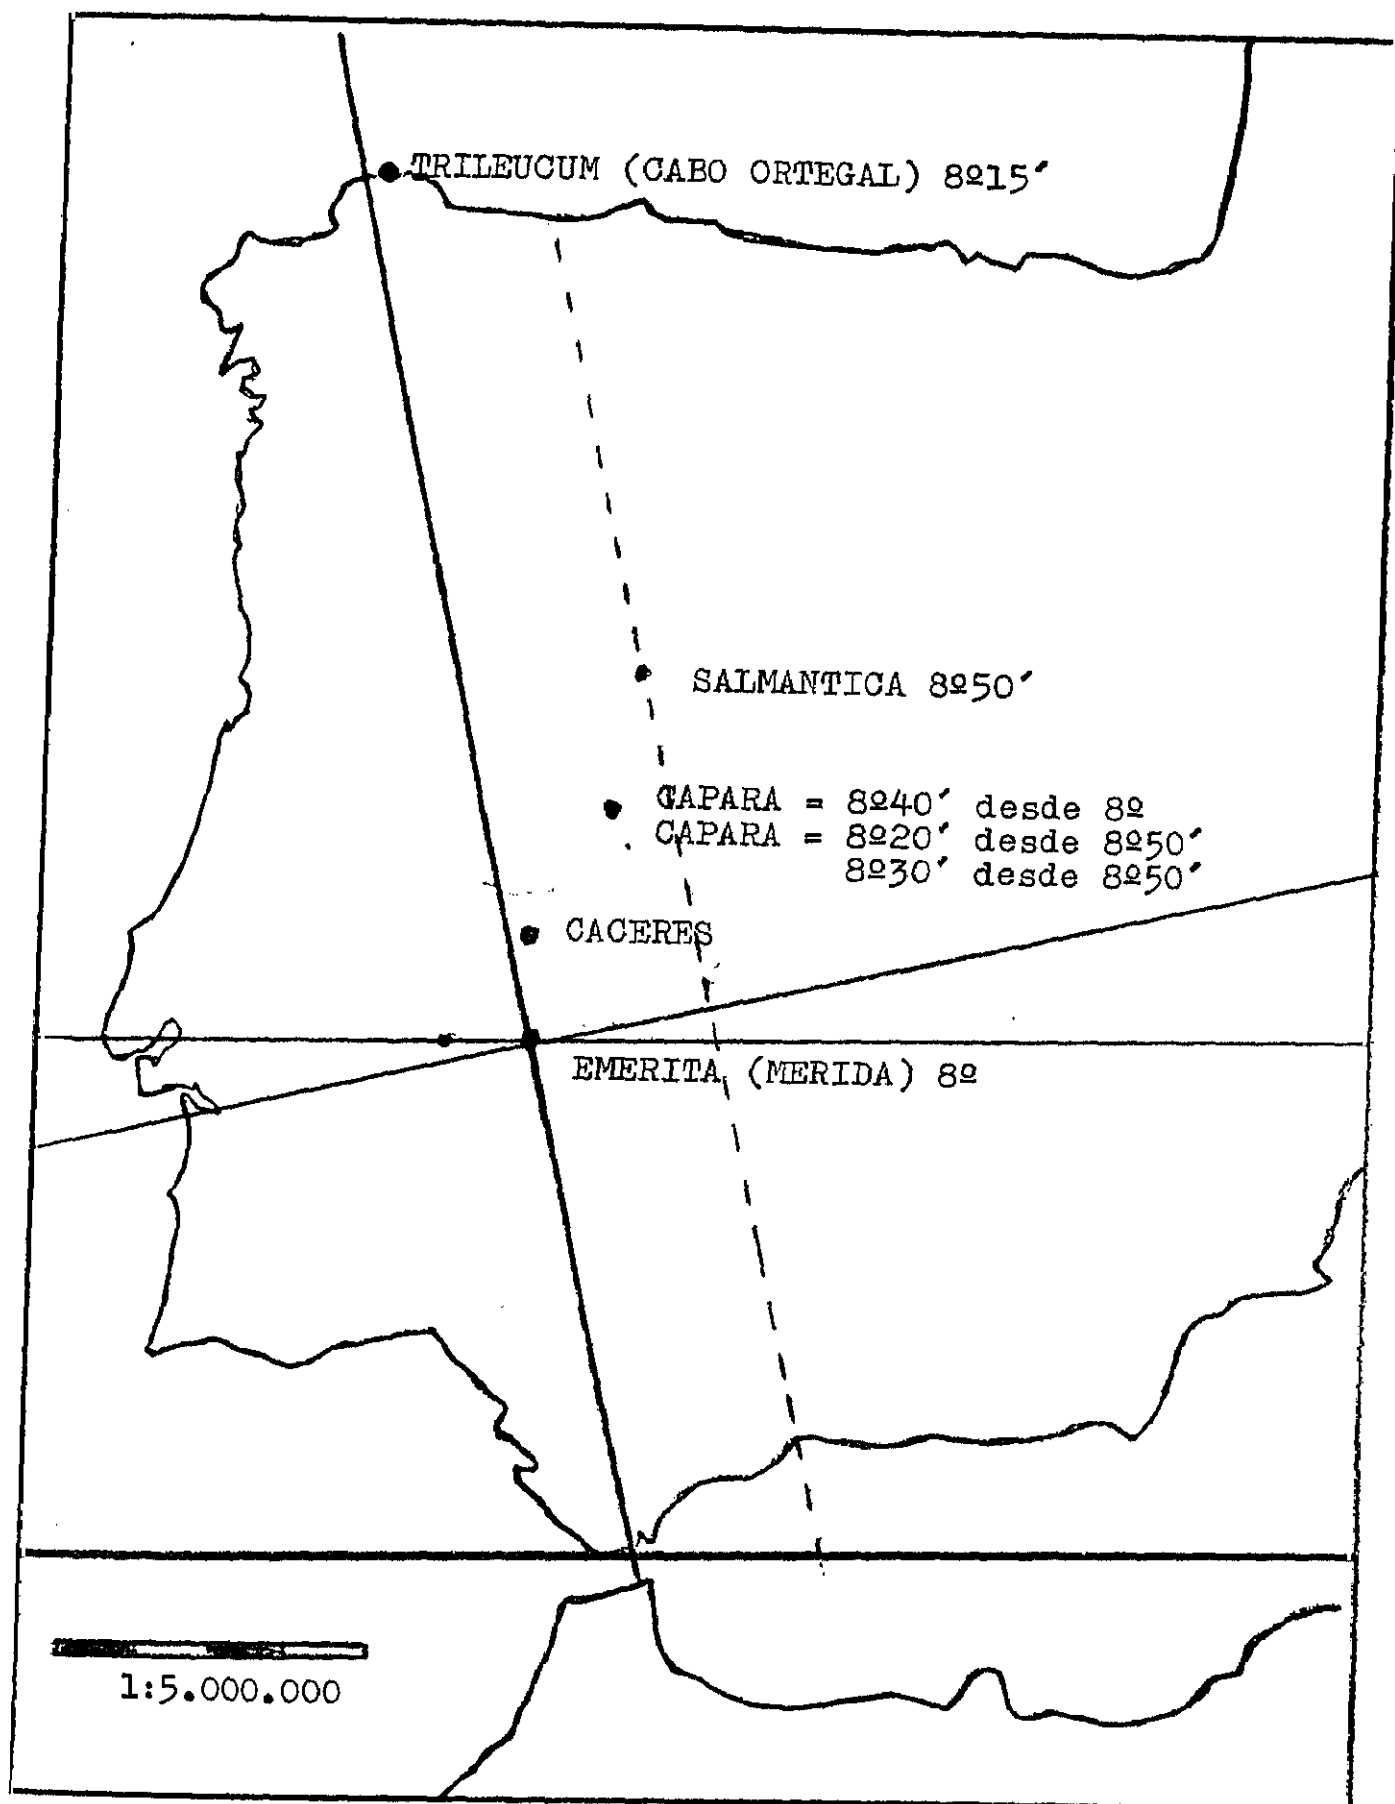 TRILEUCUM (CABO ORTEGAL) 8º15´
SALMANTICA 8º50´
CAPARA = 8º40´ desde 8º
CAPARA = 8º20´ desde 8º50´
8º30´ desde 8º50´
CACERES
EMERITA (MERIDA) 8º
1:5.000.000